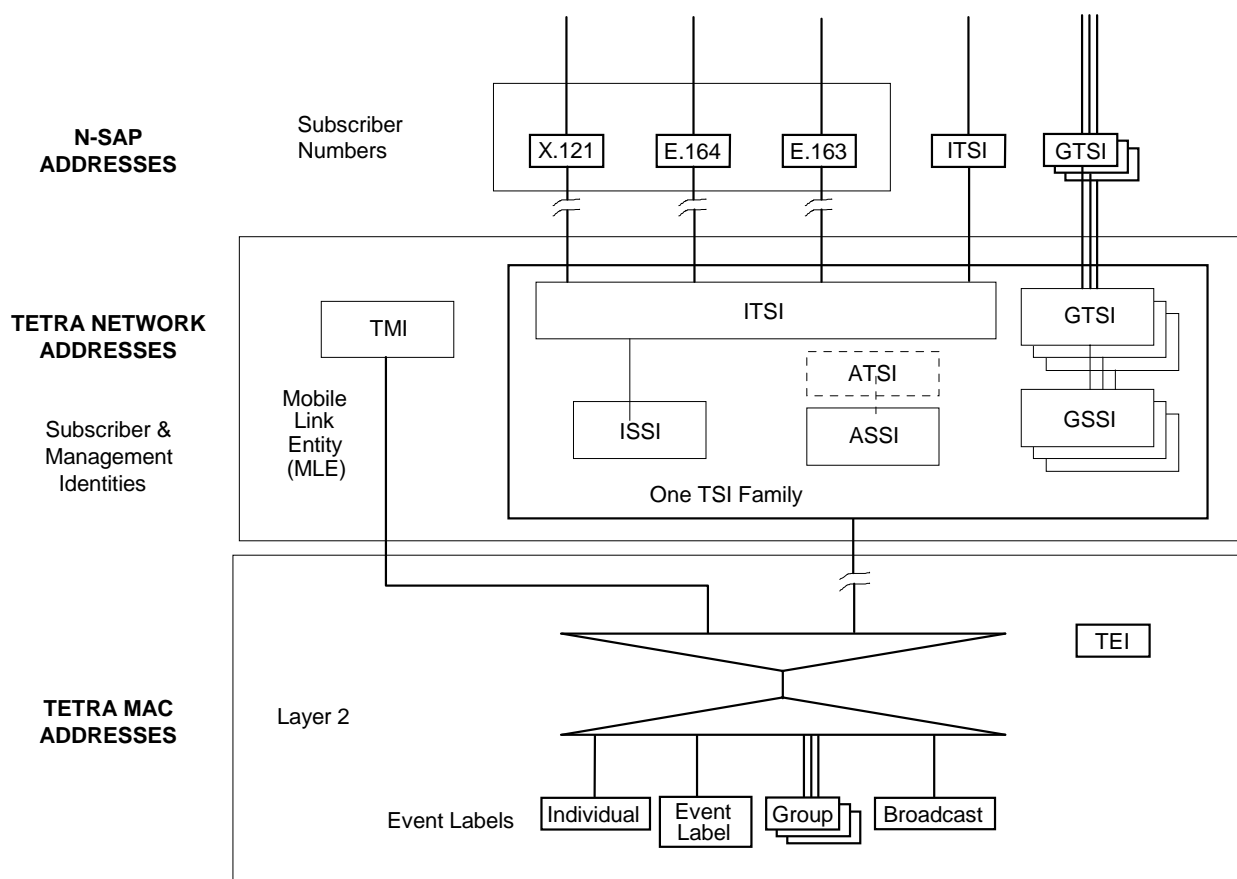 N-SAP
ADDRESSES
Subscriber
Numbers
X.121
E.164
E.163
ITSI
GTSI
TETRA NETWORK
ADDRESSES
Subscriber &
Management
Identities
TMI
Mobile
Link
Entity
(MLE)
ITSI
GTSI
ATSI
ISSI
ASSI
GSSI
One TSI Family
TEI
TETRA MAC
ADDRESSES
Layer 2
Event Labels
Individual
Event
Label
Group
Broadcast